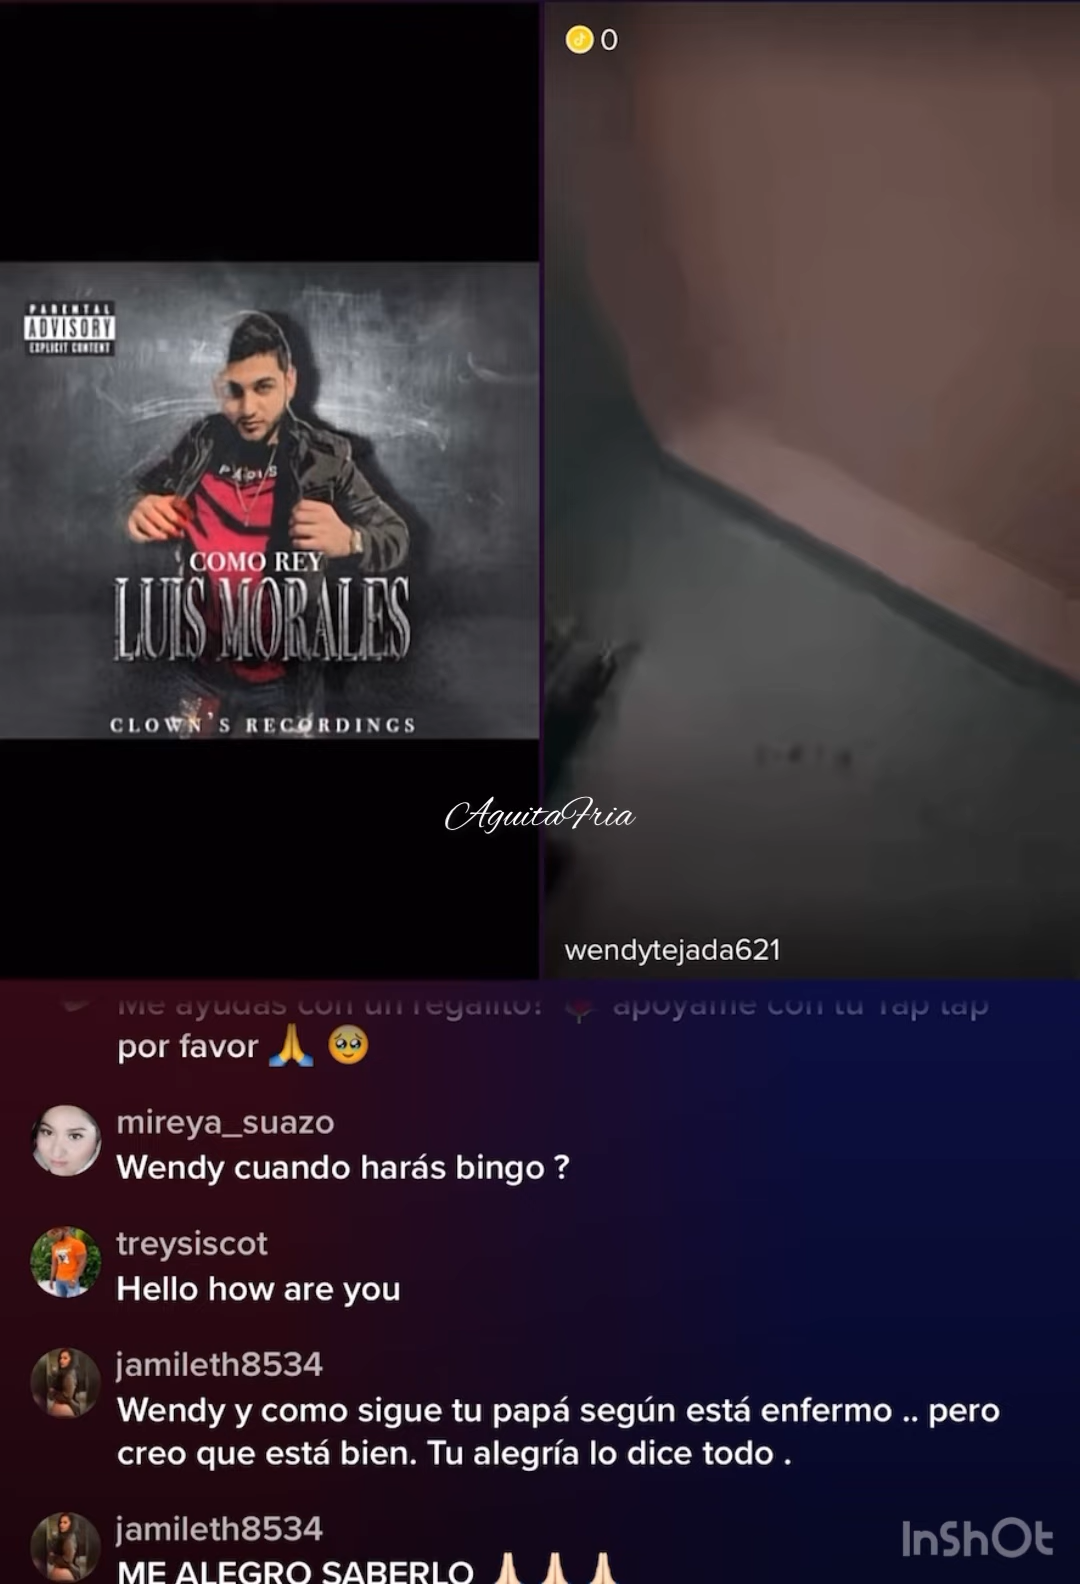 0
PARENTAL
ADVISORY
EXPLICIT CONTENT
COMO REY
LUIS MORALES
CLOWN'S RECORDINGS
AguitaFria
wendytejada621
Me ayudas con un regalito! 🌹 apoyame con tu Tap tap
por favor 🙏 🥹
mireya_suazo
Wendy cuando harás bingo ?
treysiscot
Hello how are you
jamileth8534
Wendy y como sigue tu papá según está enfermo .. pero
creo que está bien. Tu alegría lo dice todo .
jamileth8534
ME ALEGRO SABERLO 🙏🏻🙏🏻🙏🏻
InShOt